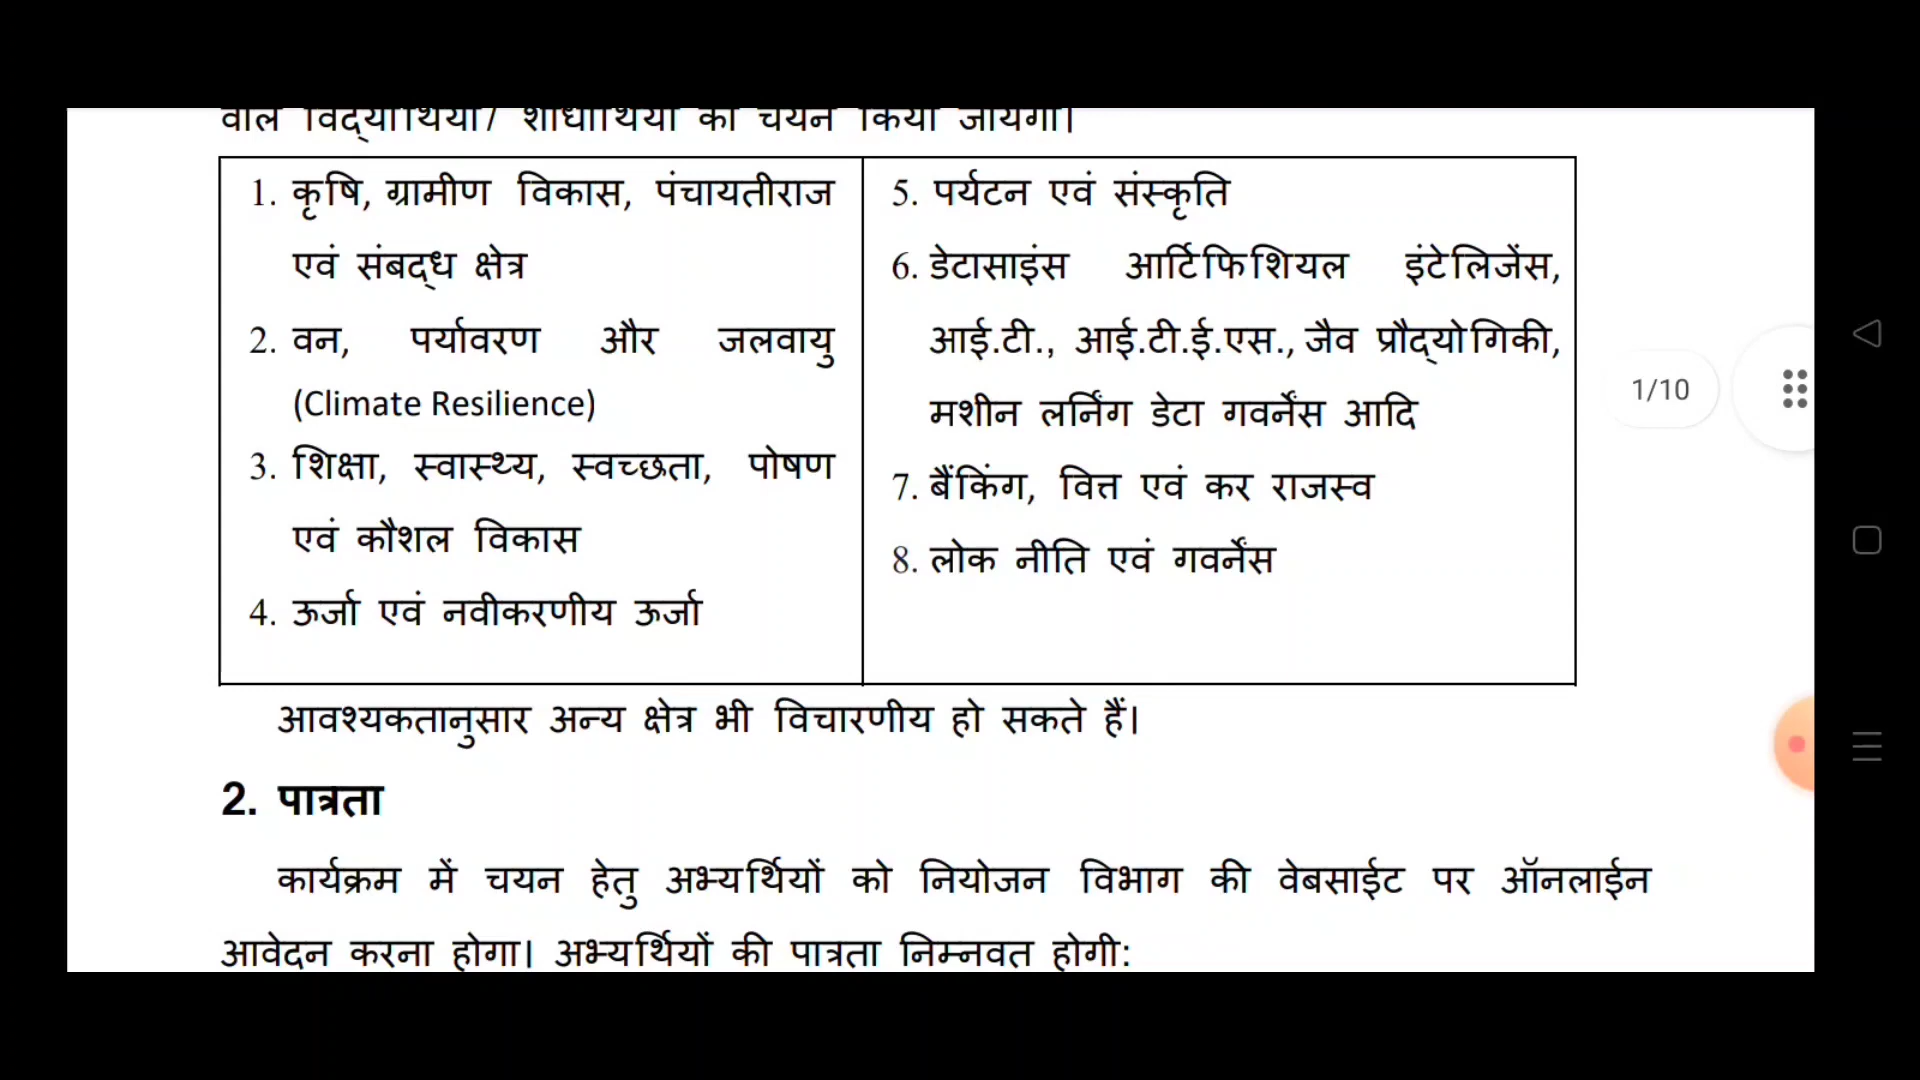 वाले विद्यार्थियों/ शोधार्थियों का चयन किया जायेगा।
1. कृषि, ग्रामीण विकास, पंचायतीराज
एवं संबद्ध क्षेत्र
2. वन, पर्यावरण और जलवायु
(Climate Resilience)
3. शिक्षा, स्वास्थ्य, स्वच्छता, पोषण
एवं कौशल विकास
4. ऊर्जा एवं नवीकरणीय ऊर्जा
5. पर्यटन एवं संस्कृति
6. डेटासाइंस आर्टिफिशियल इंटेलिजेंस,
आई.टी., आई.टी.ई.एस., जैव प्रौद्योगिकी,
मशीन लर्निंग डेटा गवर्नेंस आदि
7. बैंकिंग, वित्त एवं कर राजस्व
8. लोक नीति एवं गवर्नेंस
1/10
आवश्यकतानुसार अन्य क्षेत्र भी विचारणीय हो सकते हैं।
2. पात्रता
कार्यक्रम में चयन हेतु अभ्यर्थियों को नियोजन विभाग की वेबसाईट पर ऑनलाईन
आवेदन करना होगा। अभ्यर्थियों की पात्रता निम्नवत होगी: